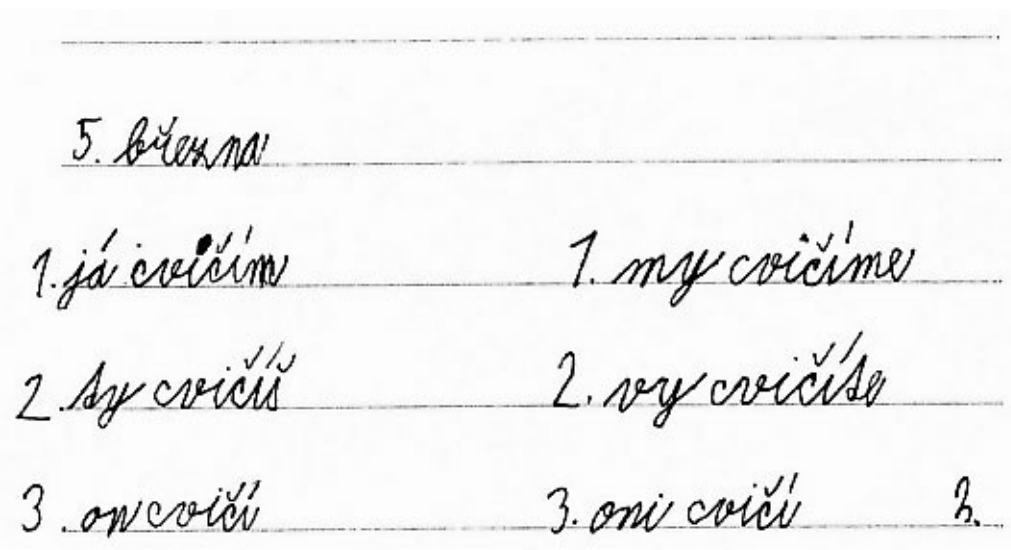 5. března
1. já cvičím 1. my cvičíme
2. ty cvičíš 2. vy cvičíte
3. on cvičí 3. oni cvičí 3.